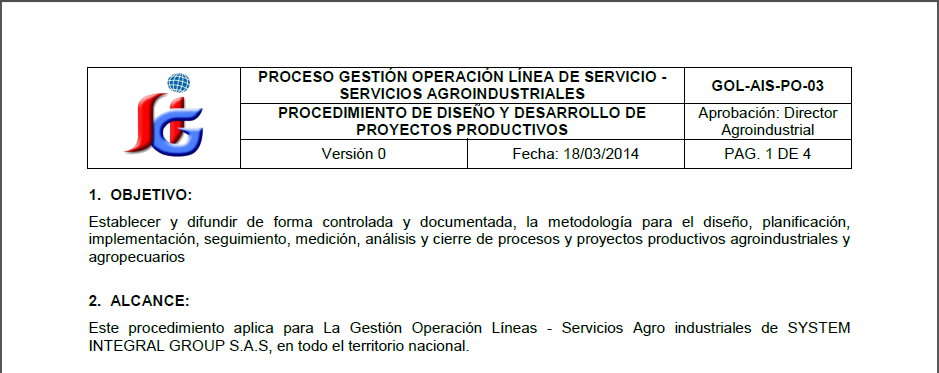 PROCESO GESTIÓN OPERACIÓN LÍNEA DE SERVICIO -
SERVICIOS AGROINDUSTRIALES
GOL-AIS-PO-03
PROCEDIMIENTO DE DISEÑO Y DESARROLLO DE
PROYECTOS PRODUCTIVOS
Aprobación: Director
Agroindustrial
Versión 0
Fecha: 18/03/2014
PAG. 1 DE 4
1. OBJETIVO:
Establecer y difundir de forma controlada y documentada, la metodología para el diseño, planificación,
implementación, seguimiento, medición, análisis y cierre de procesos y proyectos productivos agroindustriales y
agropecuarios
2. ALCANCE:
Este procedimiento aplica para La Gestión Operación Líneas - Servicios Agro industriales de SYSTEM
INTEGRAL GROUP S.A.S, en todo el territorio nacional.